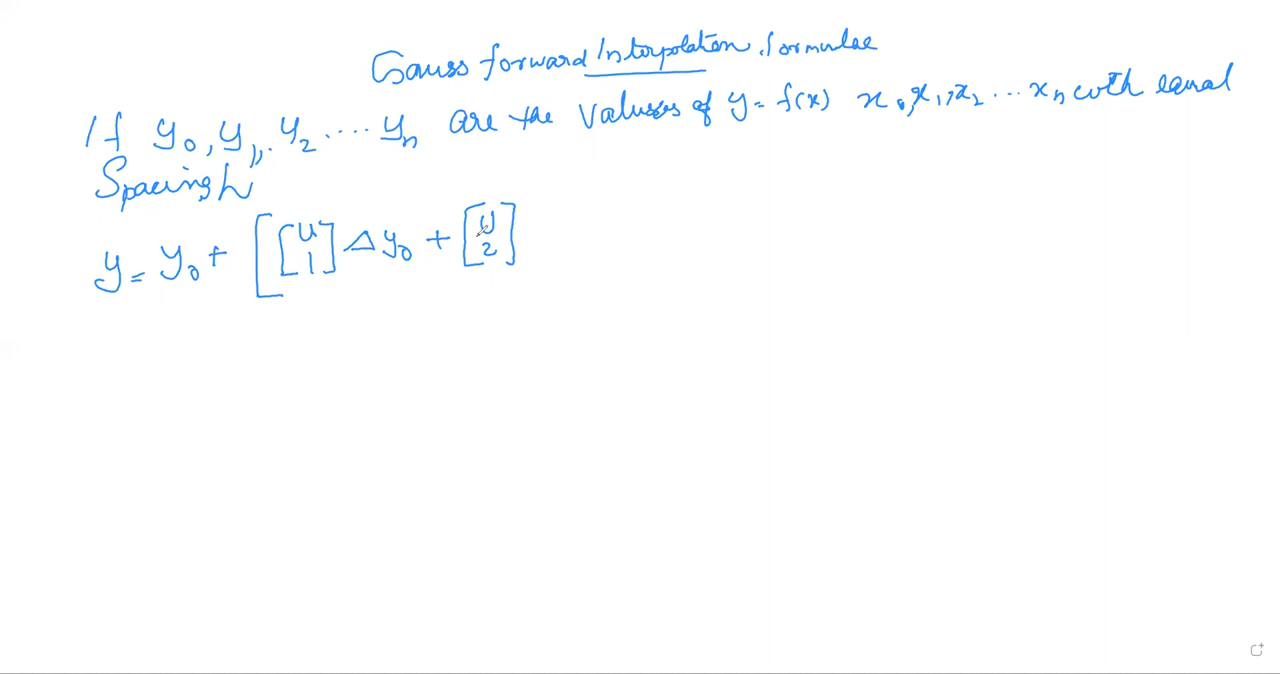 Gauss forward Interpolation formulae
If y₀, y₁, y₂ .... yₙ are the values of y = f(x) x₀, x₁, x₂ ... xₙ with equal
Spacing h
y = y₀ + [[u 1] Δy₀ + [u 2]